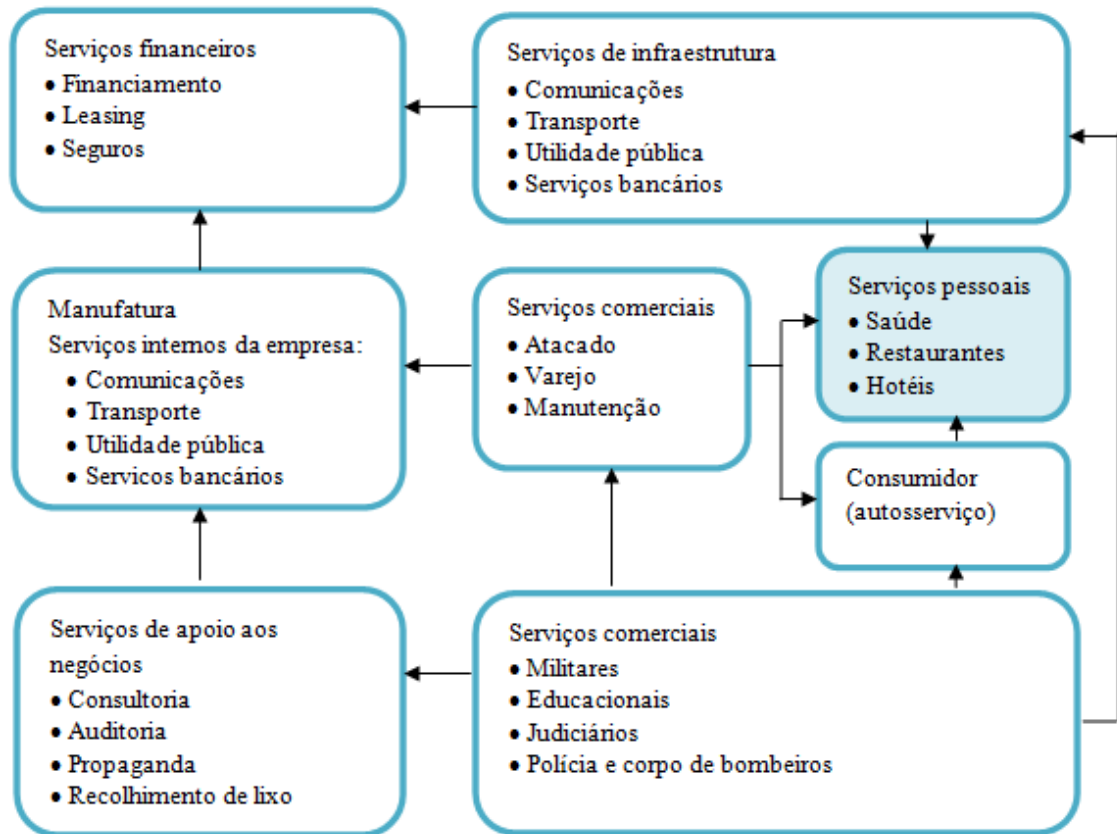 Serviços financeiros
• Financiamento
• Leasing
• Seguros
Serviços de infraestrutura
• Comunicações
• Transporte
• Utilidade pública
• Serviços bancários
Manufatura
Serviços internos da empresa:
• Comunicações
• Transporte
• Utilidade pública
• Servicos bancários
Serviços comerciais
• Atacado
• Varejo
• Manutenção
Serviços pessoais
• Saúde
• Restaurantes
• Hotéis
Consumidor
(autosserviço)
Serviços de apoio aos
negócios
• Consultoria
• Auditoria
• Propaganda
• Recolhimento de lixo
Serviços comerciais
• Militares
• Educacionais
• Judiciários
• Polícia e corpo de bombeiros